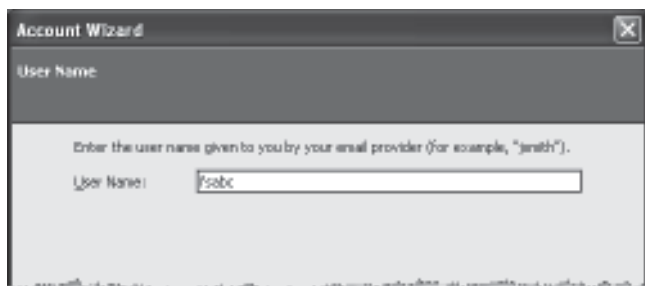 Account Wizard
User Name
Enter the user name given to you by your email provider (for example, "jsmith").
User Name: